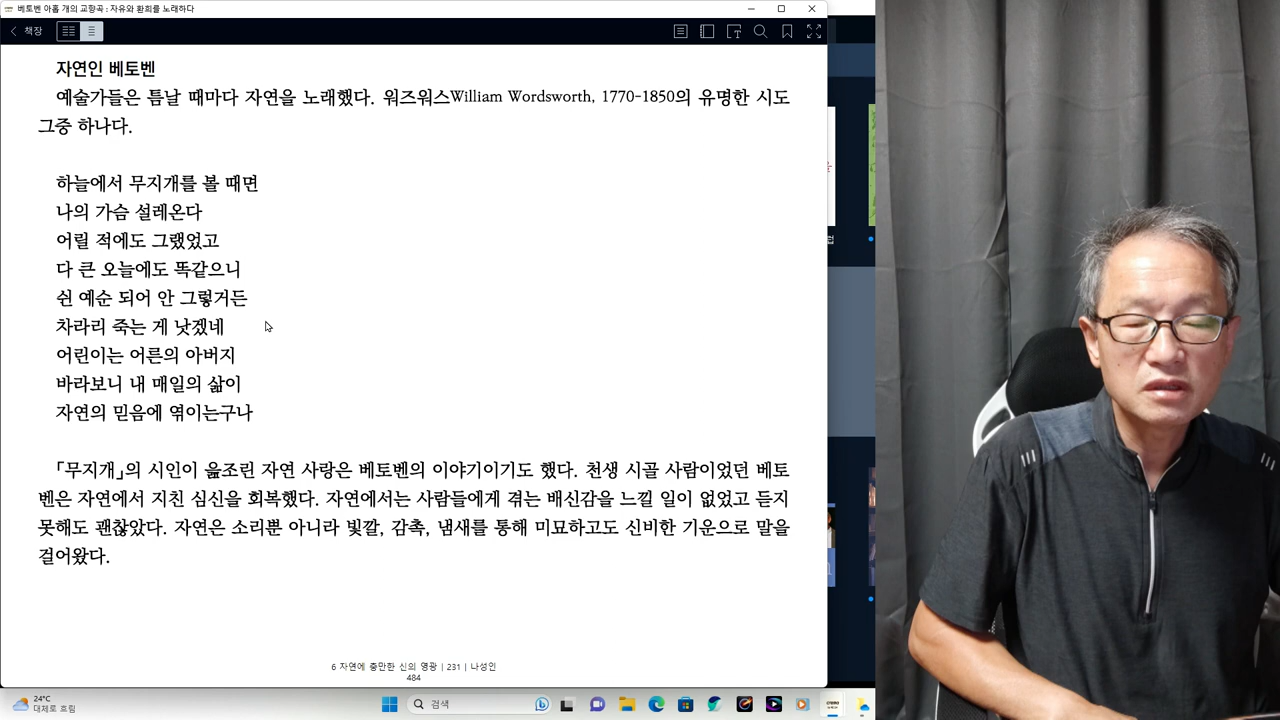 베토벤 아홉 개의 교향곡 : 자유와 환희를 노래하다
책장
자연인 베토벤
예술가들은 틈날 때마다 자연을 노래했다. 워즈워스William Wordsworth, 1770-1850의 유명한 시도
그중 하나다.
하늘에서 무지개를 볼 때면
나의 가슴 설레온다
어릴 적에도 그랬었고
다 큰 오늘에도 똑같으니
쉰 예순 되어 안 그렇거든
차라리 죽는 게 낫겠네
어린이는 어른의 아버지
바라보니 내 매일의 삶이
자연의 믿음에 엮이는구나
「무지개」의 시인이 읊조린 자연 사랑은 베토벤의 이야기이기도 했다. 천생 시골 사람이었던 베토
벤은 자연에서 지친 심신을 회복했다. 자연에서는 사람들에게 겪는 배신감을 느낄 일이 없었고 듣지
못해도 괜찮았다. 자연은 소리뿐 아니라 빛깔, 감촉, 냄새를 통해 미묘하고도 신비한 기운으로 말을
걸어왔다.
6 자연에 충만한 신의 영광 | 231 | 나성인
484
24°C
대체로 흐림
검색